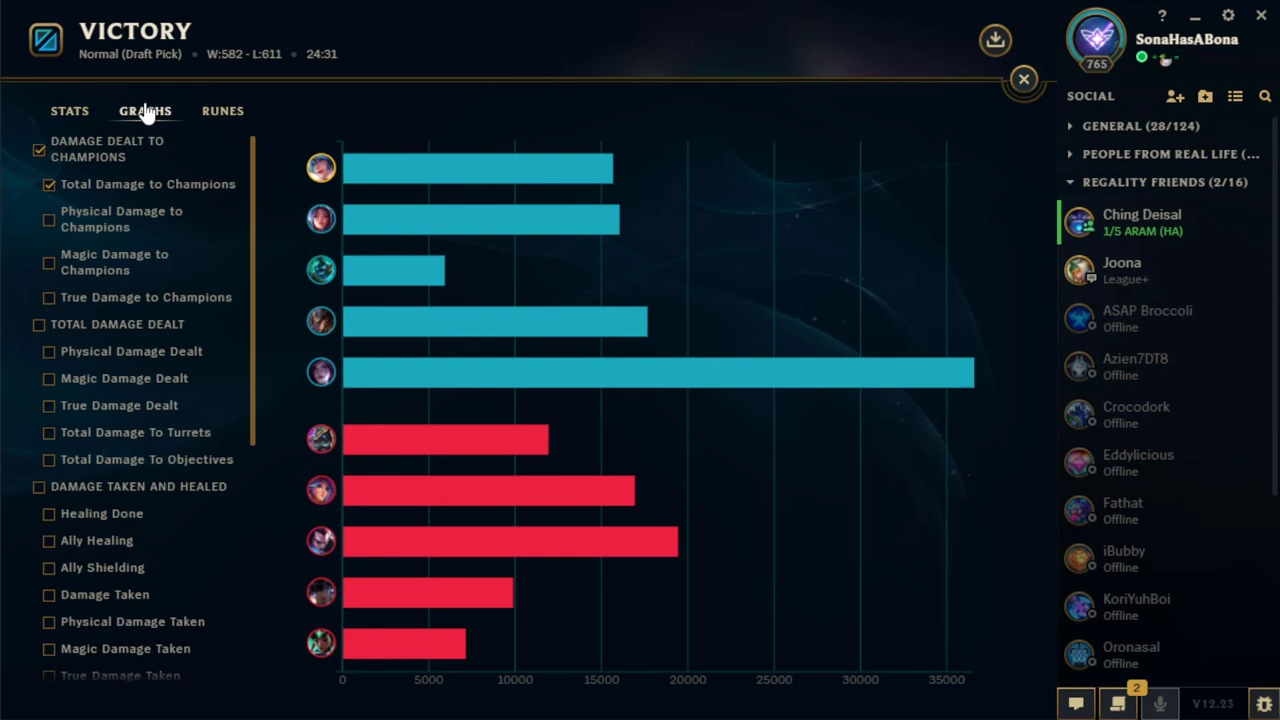 VICTORY
Normal (Draft Pick) • W:582 - L:611 • 24:31
STATS GRAPHS RUNES
DAMAGE DEALT TO
CHAMPIONS
Total Damage to Champions
Physical Damage to
Champions
Magic Damage to
Champions
True Damage to Champions
TOTAL DAMAGE DEALT
Physical Damage Dealt
Magic Damage Dealt
True Damage Dealt
Total Damage To Turrets
Total Damage To Objectives
DAMAGE TAKEN AND HEALED
Healing Done
Ally Healing
Ally Shielding
Damage Taken
Physical Damage Taken
Magic Damage Taken
True Damage Taken
0 5000 10000 15000 20000 25000 30000 35000
?
SonaHasABona
765
" "
SOCIAL
GENERAL (28/124)
PEOPLE FROM REAL LIFE (...
REGALITY FRIENDS (2/16)
Ching Deisal
1/5 ARAM (HA)
Joona
League+
ASAP Broccoli
Offline
Azien7DT8
Offline
Crocodork
Offline
Eddylicious
Offline
Fathat
Offline
iBubby
Offline
KoriYuhBoi
Offline
Oronasal
Offline
2
V12.23